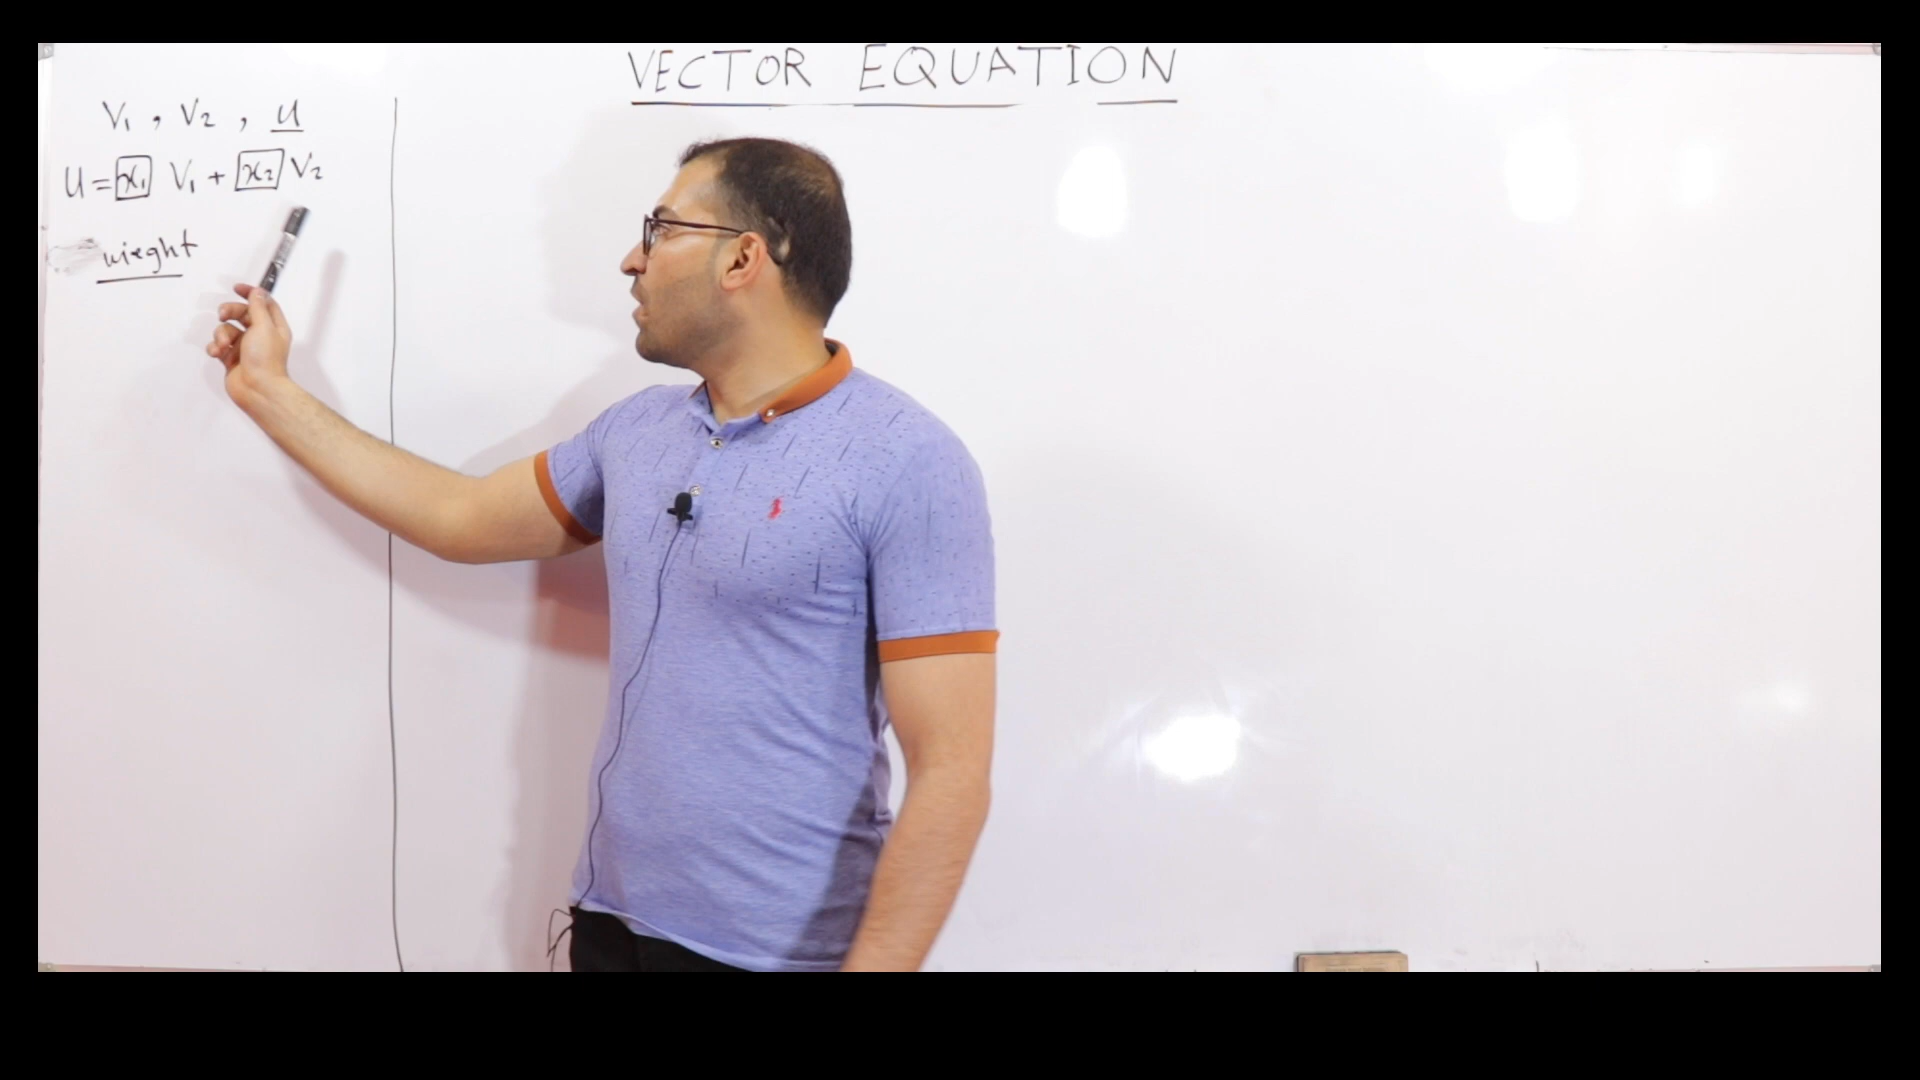 VECTOR EQUATION
V₁ , V₂ , U
U = x₁ V₁ + x₂ V₂
wieght